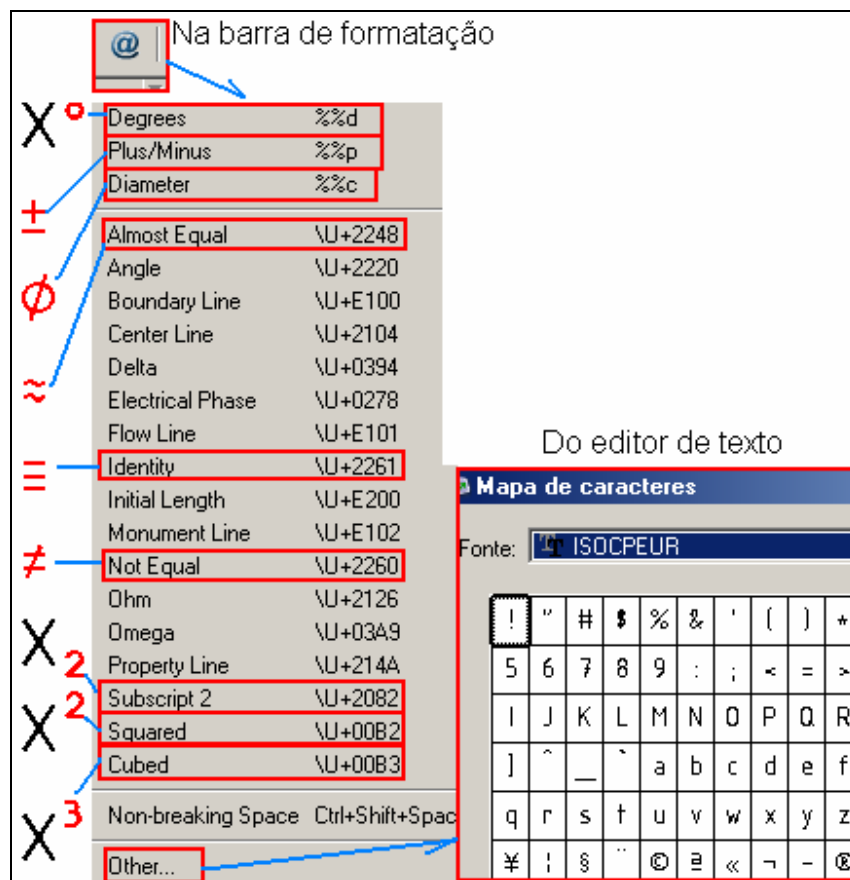 @ Na barra de formatação
X° Degrees %%d
Plus/Minus %%p
± Diameter %%c
Almost Equal \U+2248
Angle \U+2220
Ø Boundary Line \U+E100
Center Line \U+2104
Delta \U+0394
≈ Electrical Phase \U+0278
Flow Line \U+E101
Do editor de texto
≡ Identity \U+2261
Initial Length \U+E200
Monument Line \U+E102
≠ Not Equal \U+2260
Ohm \U+2126
Omega \U+03A9
Property Line \U+214A
X2 Subscript 2 \U+2082
X2 Squared \U+00B2
Cubed \U+00B3
X3 Non-breaking Space Ctrl+Shift+Spac
Other...
Mapa de caracteres
Fonte: ISOCPEUR
! " # $ % & ' ( ) *
5 6 7 8 9 : ; < = >
I J K L M N O P Q R
] ^ _ ` a b c d e f
q r s t u v w x y z
¥ ¦ § ¨ © ª « ¬ - ®